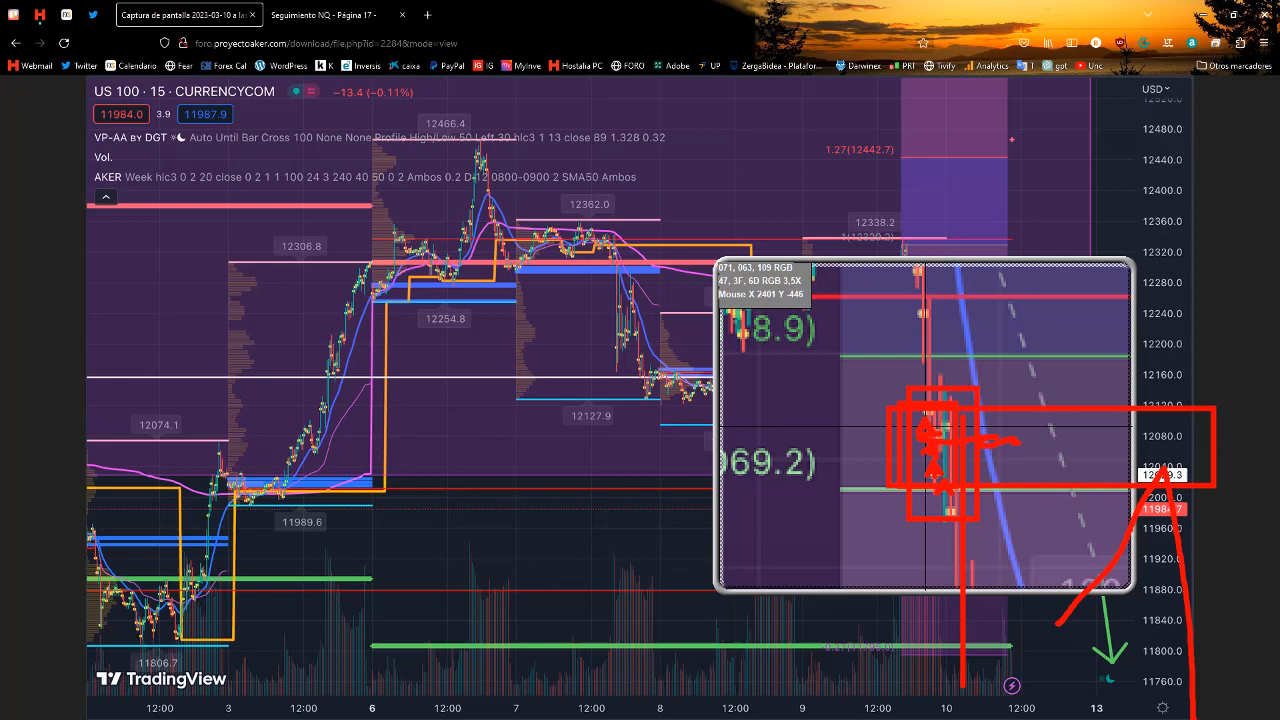 Captura de pantalla 2023-03-10 a las
Seguimiento NQ - Página 17 -
foro.proyectoaker.com/download/file.php?id=2284&mode=view
Webmail Twitter Calendario Fear Forex Cal WordPress K Inversis caixa PayPal IG MyInve Hostalia PC FORO Adobe UP ZergaBidea - Platafor... Darwinex PRT Tivify Analytics T gpt Unc Otros marcadores
US 100 · 15 · CURRENCYCOM
−13.4 (−0.11%)
USD
11984.0 3.9 11987.9
VP-AA BY DGT Auto Until Bar Cross 100 None None Profile High/Low 50 Left 30 hlc3 1 13 close 89 1.328 0.32
Vol.
AKER Week hlc3 0 2 20 close 0 2 1 1 100 24 3 240 40 50 0 2 Ambos 0.2 D-12 0800-0900 2 SMA50 Ambos
12466.4
1.27(12442.7)
12362.0
12338.2
12306.8
12254.8
12127.9
12074.1
11989.6
11806.7
071, 063, 109 RGB
47, 3F, 6D RGB 3,5X
Mouse X 2401 Y -446
8.9)
69.2)
12480.0
12440.0
12400.0
12360.0
12320.0
12280.0
12240.0
12200.0
12160.0
12120.0
12080.0
12040.0
12000.0
11984.7
11960.0
11920.0
11880.0
11840.0
11800.0
11760.0
TradingView
12:00 3 12:00 6 12:00 7 12:00 8 12:00 9 12:00 10 12:00 13